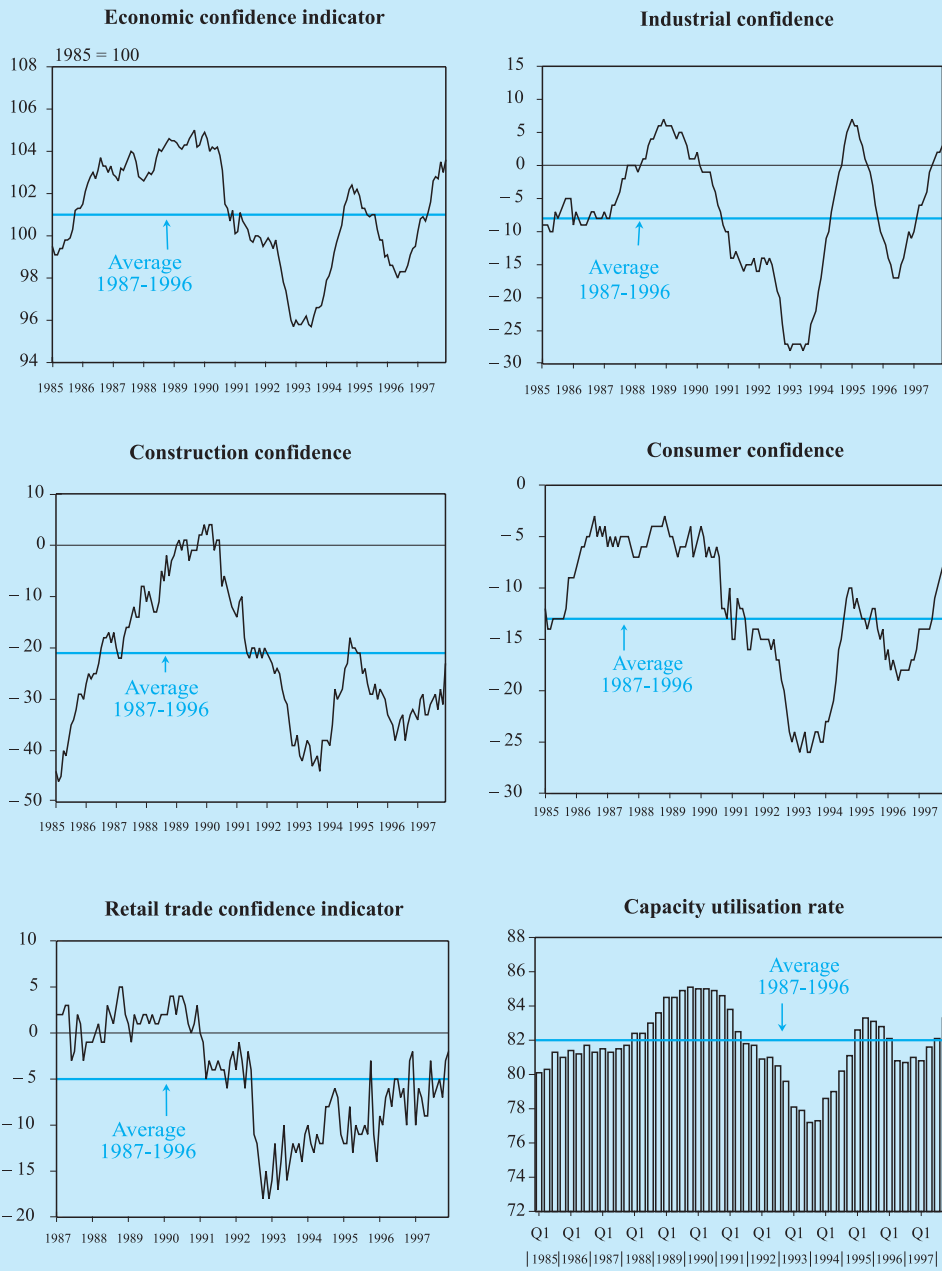 Economic confidence indicator
1985 = 100
108
106
104
102
100
98
96
94
Average
1987-1996
1985 1986 1987 1988 1989 1990 1991 1992 1993 1994 1995 1996 1997
Industrial confidence
15
10
5
0
−5
−10
−15
−20
−25
−30
Average
1987-1996
1985 1986 1987 1988 1989 1990 1991 1992 1993 1994 1995 1996 1997
Construction confidence
10
0
−10
−20
−30
−40
−50
Average
1987-1996
1985 1986 1987 1988 1989 1990 1991 1992 1993 1994 1995 1996 1997
Consumer confidence
0
−5
−10
−15
−20
−25
−30
Average
1987-1996
1985 1986 1987 1988 1989 1990 1991 1992 1993 1994 1995 1996 1997
Retail trade confidence indicator
10
5
0
−5
−10
−15
−20
Average
1987-1996
1987 1988 1989 1990 1991 1992 1993 1994 1995 1996 1997
Capacity utilisation rate
88
86
84
82
80
78
76
74
72
Average
1987-1996
Q1 Q1 Q1 Q1 Q1 Q1 Q1 Q1 Q1 Q1 Q1 Q1 Q1
1985 1986 1987 1988 1989 1990 1991 1992 1993 1994 1995 1996 1997